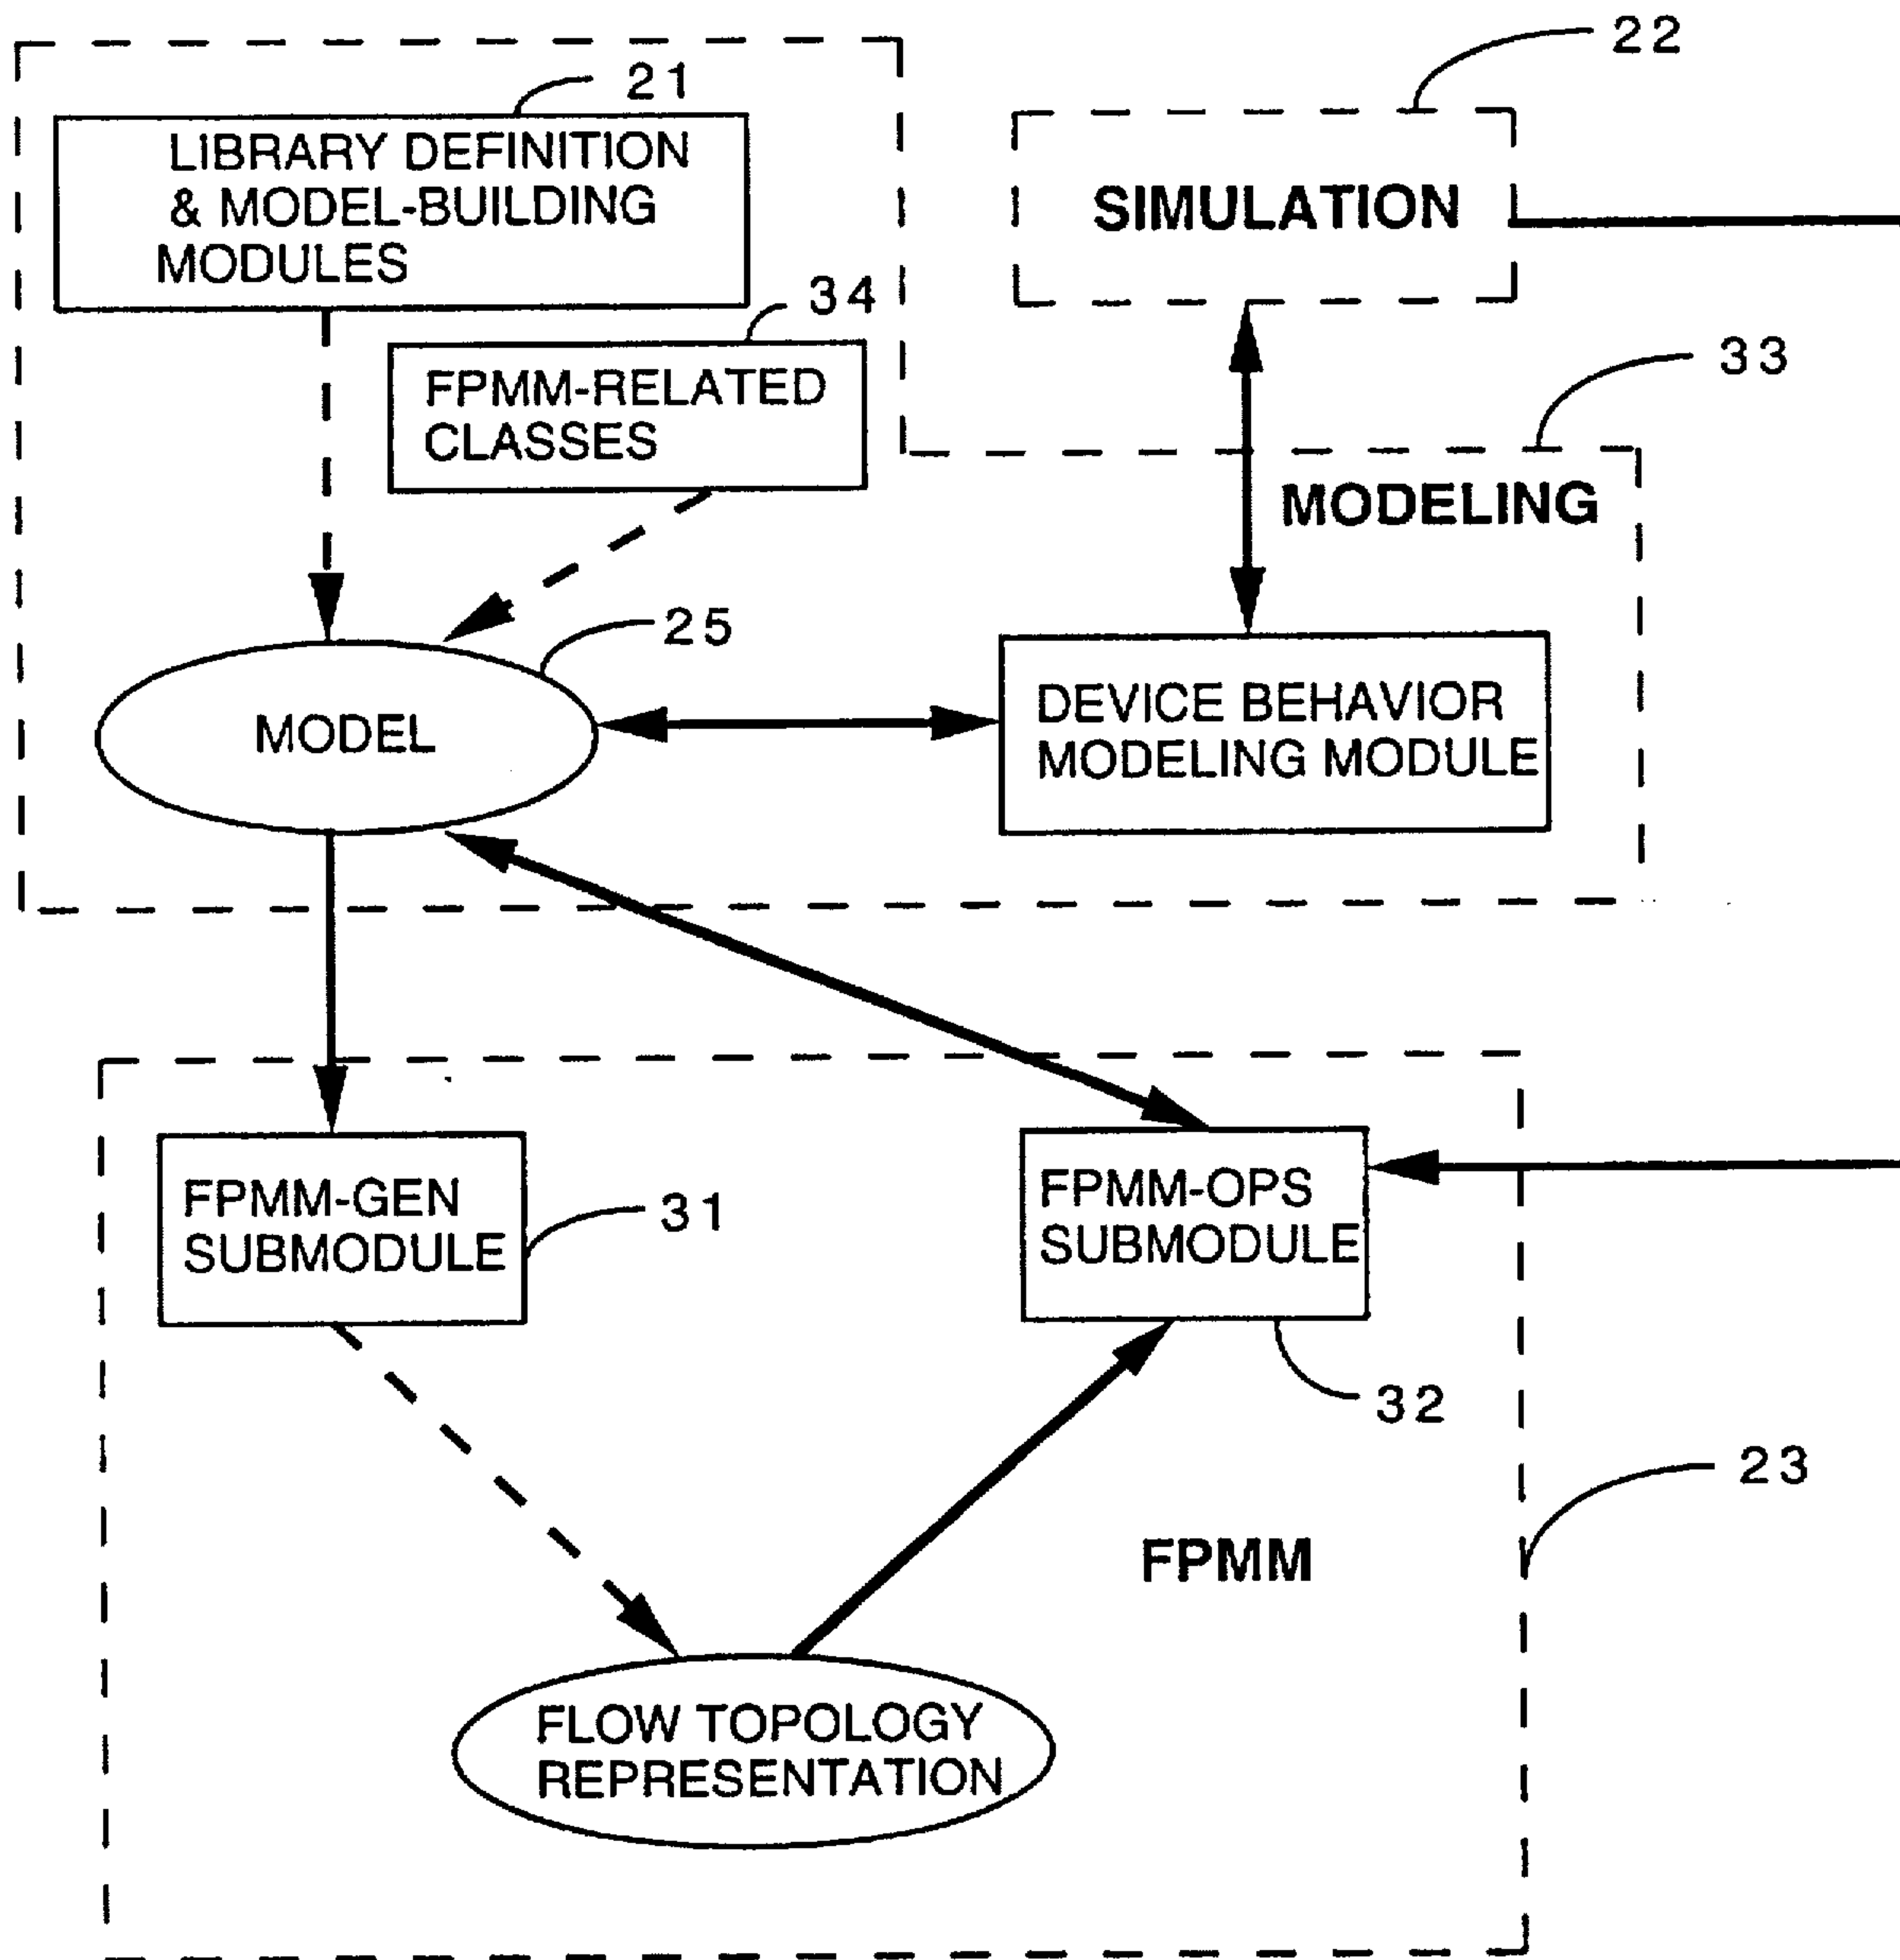 22
21
LIBRARY DEFINITION
& MODEL-BUILDING
MODULES
SIMULATION
34
33
FPMM-RELATED
CLASSES
MODELING
25
MODEL
DEVICE BEHAVIOR
MODELING MODULE
FPMM-GEN
SUBMODULE
31
FPMM-OPS
SUBMODULE
32
23
FPMM
FLOW TOPOLOGY
REPRESENTATION